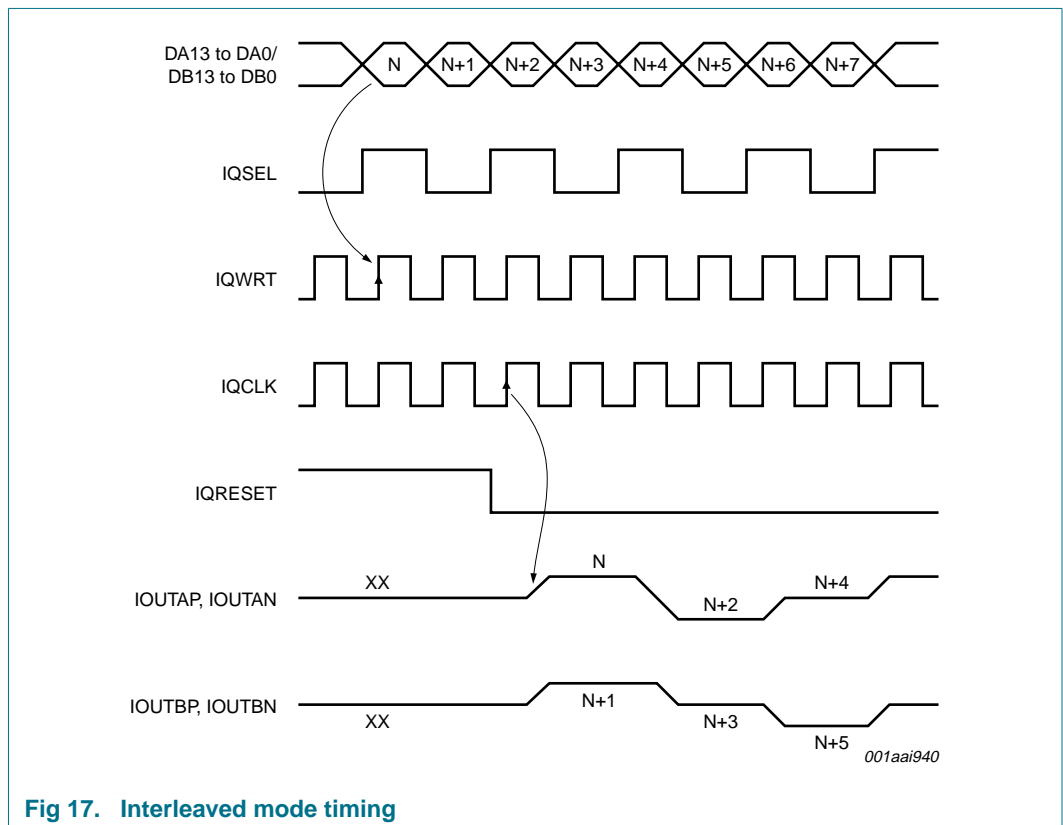 DA13 to DA0/
DB13 to DB0
N N+1 N+2 N+3 N+4 N+5 N+6 N+7
IQSEL
IQWRT
IQCLK
IQRESET
IOUTAP, IOUTAN
XX N N+2 N+4
IOUTBP, IOUTBN
XX N+1 N+3 N+5
001aai940
Fig 17. Interleaved mode timing